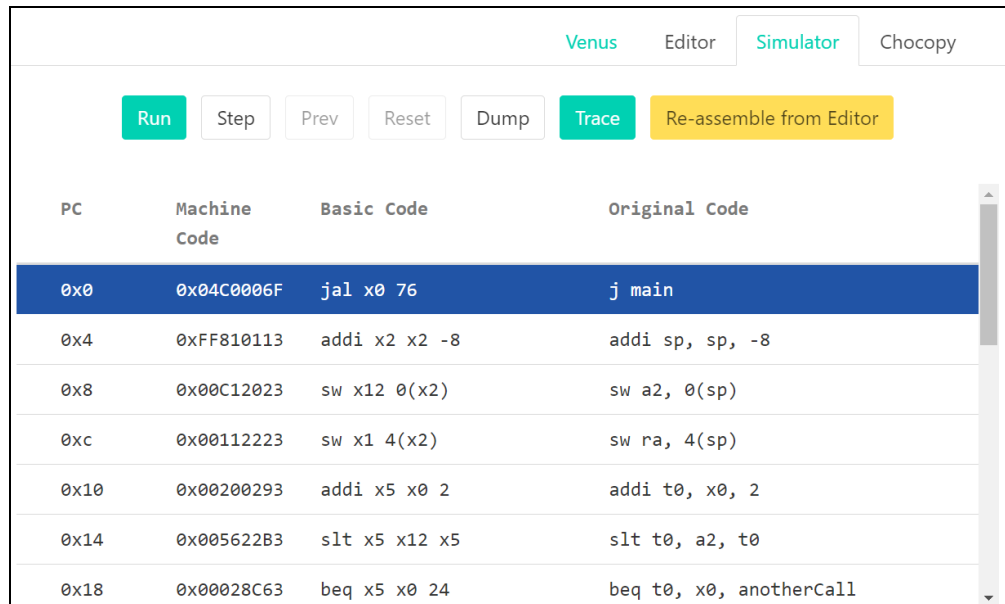 Venus Editor Simulator Chocopy
Run Step Prev Reset Dump Trace Re-assemble from Editor
PC Machine Code Basic Code Original Code
0x0 0x04C0006F jal x0 76 j main
0x4 0xFF810113 addi x2 x2 -8 addi sp, sp, -8
0x8 0x00C12023 sw x12 0(x2) sw a2, 0(sp)
0xc 0x00112223 sw x1 4(x2) sw ra, 4(sp)
0x10 0x00200293 addi x5 x0 2 addi t0, x0, 2
0x14 0x005622B3 slt x5 x12 x5 slt t0, a2, t0
0x18 0x00028C63 beq x5 x0 24 beq t0, x0, anotherCall